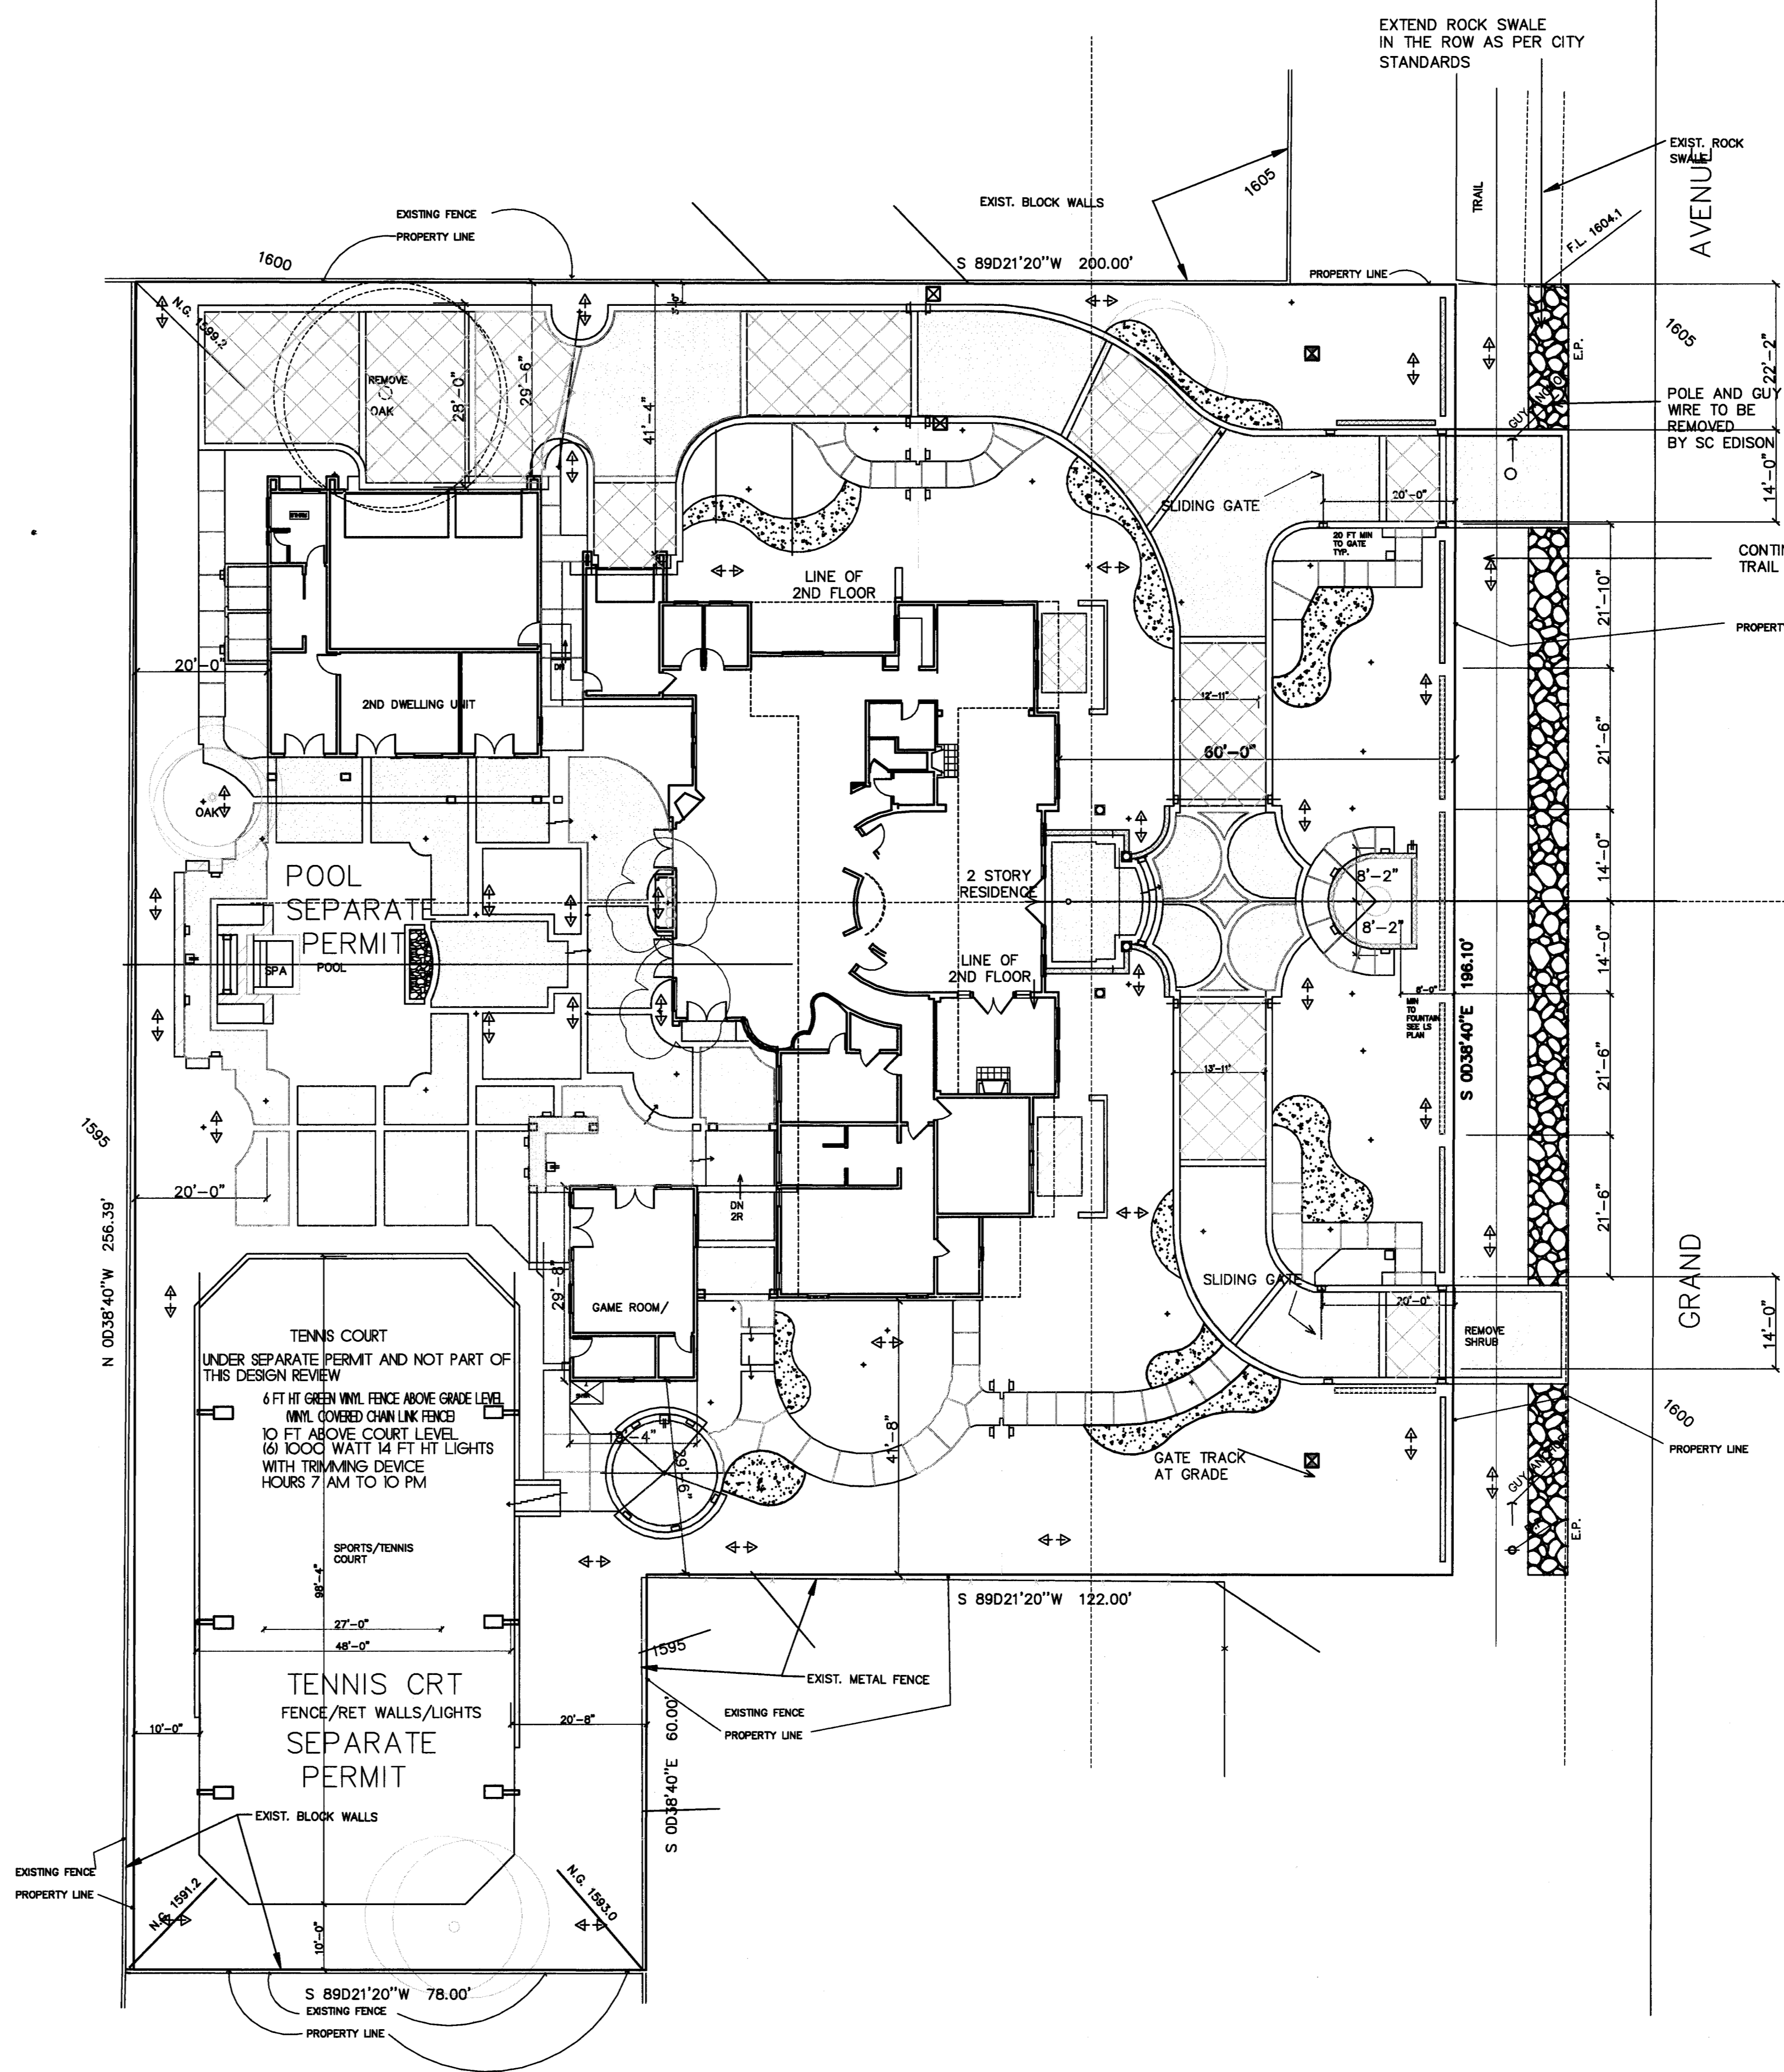 EXTEND ROCK SWALE
IN THE ROW AS PER CITY
STANDARDS
EXIST. ROCK
SWALE
AVENUE
TRAIL
F.L. 1604.1
1605
EXIST. BLOCK WALLS
EXISTING FENCE
PROPERTY LINE
1600
S 89D21'20"W 200.00'
PROPERTY LINE
N.G. 1599.2
3'-6"
1605
E.P.
22'-2"
REMOVE
OAK
28'-0"
29'-6"
41'-4"
POLE AND GUY
WIRE TO BE
REMOVED
BY SC EDISON
SLIDING GATE
20'-0"
14'-0"
20 FT MIN
TO GATE
TYP.
TRAIL
LINE OF
2ND FLOOR
21'-10"
20'-0"
DN
2ND DWELLING UNIT
12'-11"
60'-0"
21'-6"
OAK
POOL
SEPARATE
PERMIT
SPA
POOL
2 STORY
RESIDENCE
8'-2"
8'-2"
14'-0"
14'-0"
LINE OF
2ND FLOOR
8'-0"
MIN
TO
FOUNTAIN
SEE LS
PLAN
S 0D38'40"E 196.10'
13'-11"
21'-6"
1595
20'-0"
N 0D38'40"W 256.39'
DN
2R
21'-6"
GRAND
29'-8"
GAME ROOM/
SLIDING GATE
20'-0"
REMOVE
SHRUB
14'-0"
TENNIS COURT
UNDER SEPARATE PERMIT AND NOT PART OF
THIS DESIGN REVIEW
6 FT HT GREEN VINYL FENCE ABOVE GRADE LEVEL
(VINYL COVERED CHAIN LINK FENCE)
10 FT ABOVE COURT LEVEL
(6) 1000 WATT 14 FT HT LIGHTS
WITH TRIMMING DEVICE
HOURS 7 AM TO 10 PM
29'-6"
41'-8"
GATE TRACK
AT GRADE
1600
PROPERTY LINE
E.P.
SPORTS/TENNIS
COURT
98'-4"
27'-0"
48'-0"
S 89D21'20"W 122.00'
1595
EXIST. METAL FENCE
TENNIS CRT
FENCE/RET WALLS/LIGHTS
SEPARATE
PERMIT
10'-0"
20'-8"
EXISTING FENCE
PROPERTY LINE
S 0D38'40"E 60.00'
EXIST. BLOCK WALLS
EXISTING FENCE
PROPERTY LINE
N.G. 1591.2
N.G. 1593.0
10'-0"
S 89D21'20"W 78.00'
EXISTING FENCE
PROPERTY LINE